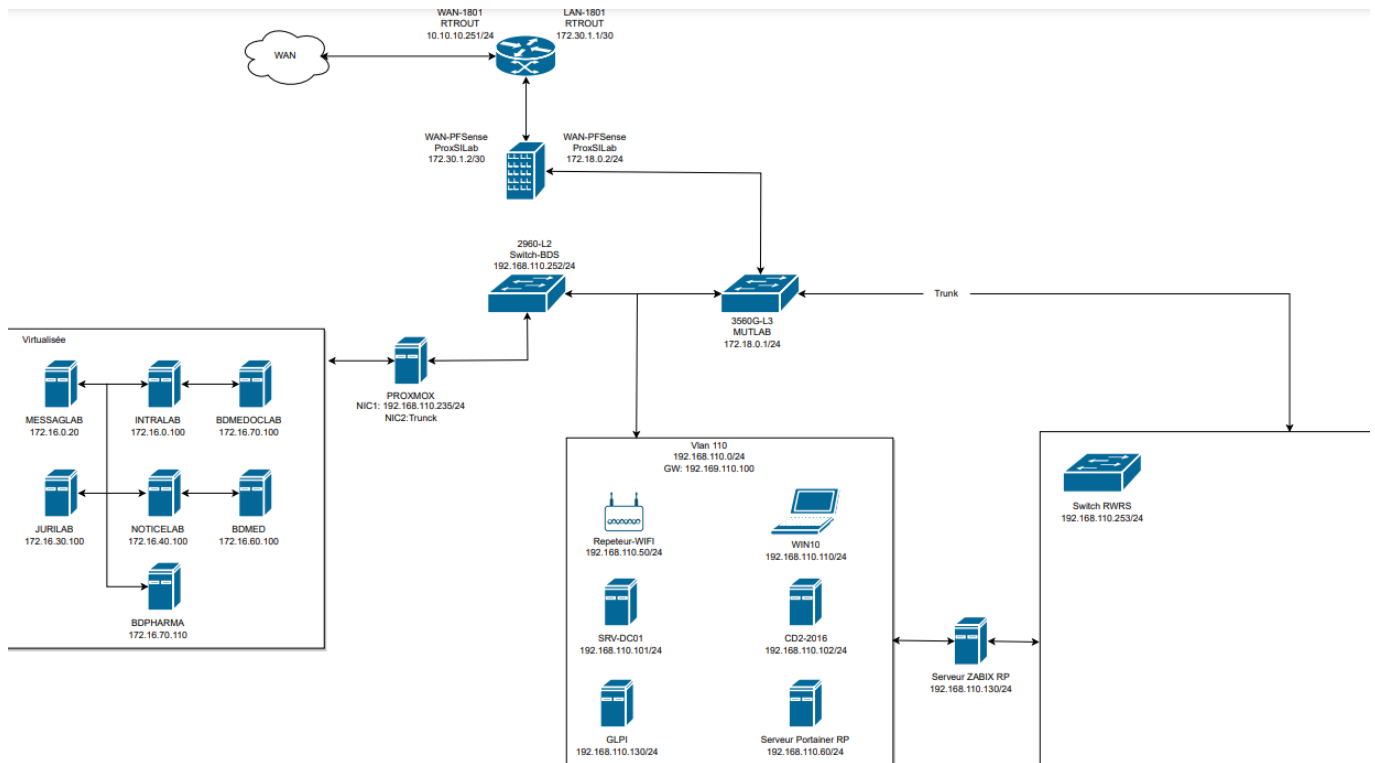 WAN-1801
RTROUT
10.10.10.251/24
LAN-1801
RTROUT
172.30.1.1/30
WAN
WAN-PFSense
ProxSILab
172.30.1.2/30
WAN-PFSense
ProxSILab
172.18.0.2/24
2960-L2
Switch-BDS
192.168.110.252/24
3560G-L3
MUTLAB
172.18.0.1/24
Trunk
Virtualisée
MESSAGLAB
172.16.0.20
INTRALAB
172.16.0.100
BDMEDOCLAB
172.16.70.100
JURILAB
172.16.30.100
NOTICELAB
172.16.40.100
BDMED
172.16.60.100
BDPHARMA
172.16.70.110
PROXMOX
NIC1: 192.168.110.235/24
NIC2:Trunck
Vlan 110
192.168.110.0/24
GW: 192.169.110.100
Repeteur-WIFI
192.168.110.50/24
WIN10
192.168.110.110/24
SRV-DC01
192.168.110.101/24
CD2-2016
192.168.110.102/24
GLPI
192.168.110.130/24
Serveur Portainer RP
192.168.110.60/24
Serveur ZABIX RP
192.168.110.130/24
Switch RWRS
192.168.110.253/24